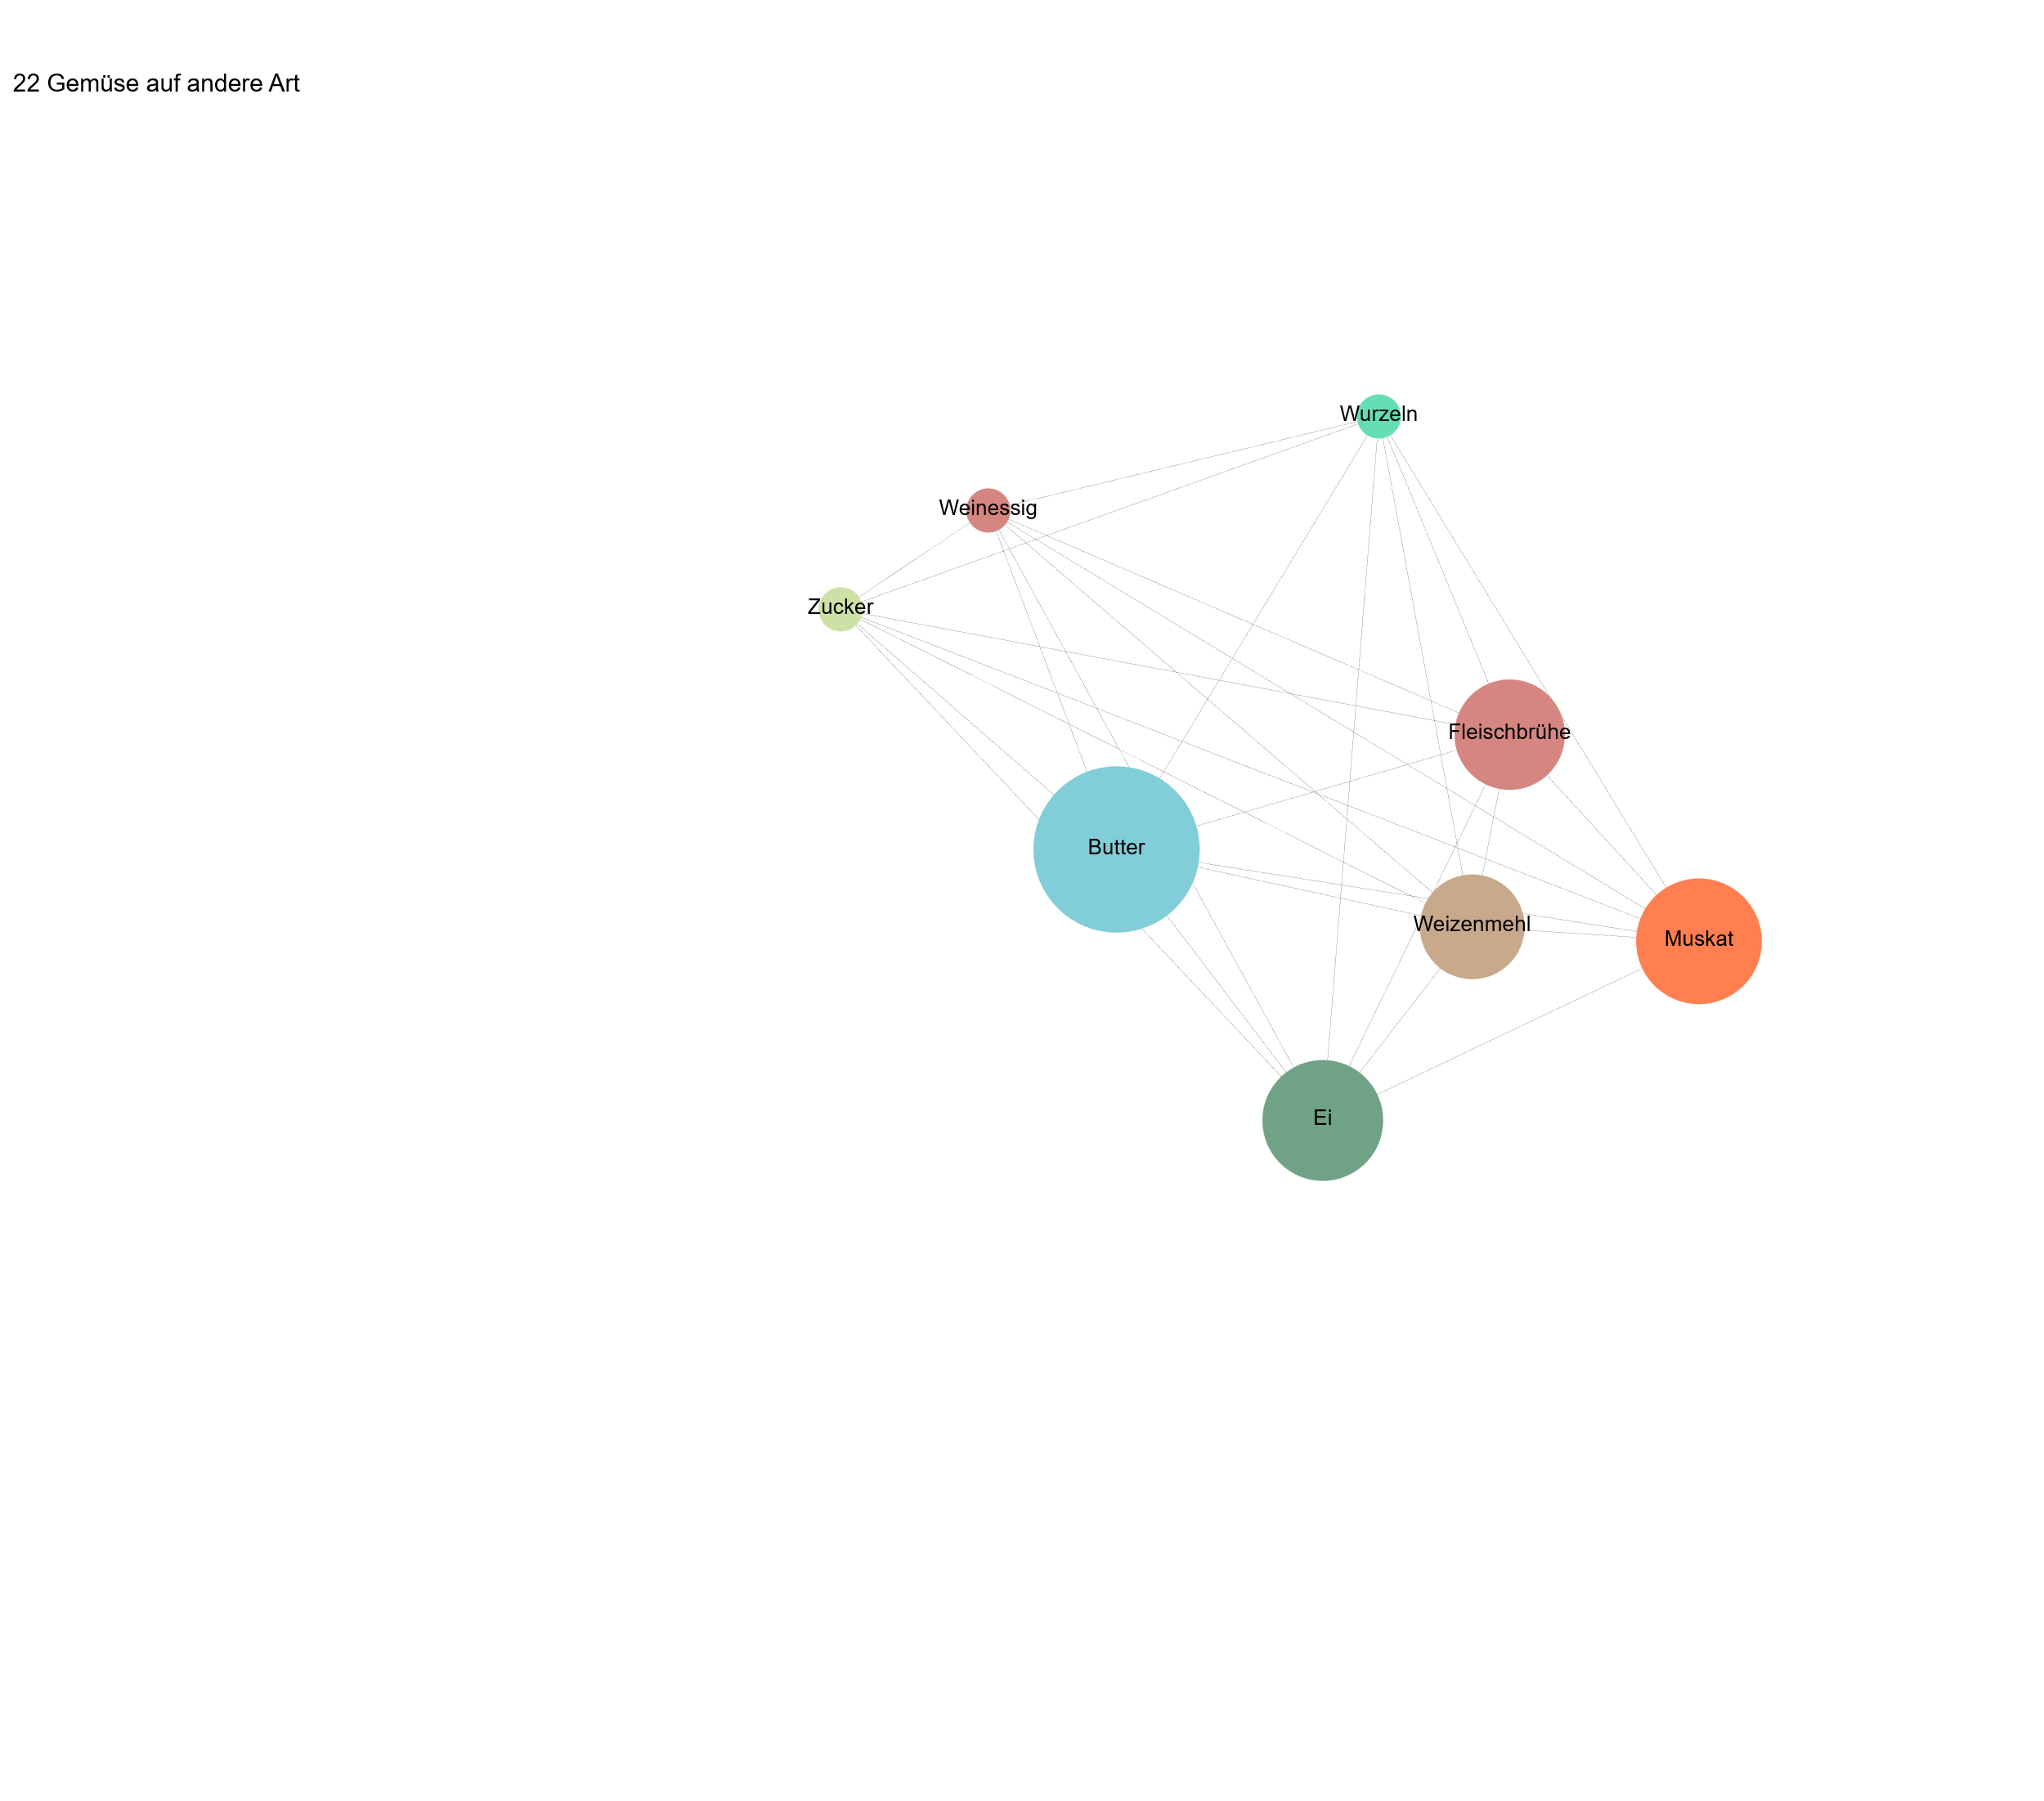 22 Gemüse auf andere Art
Wurzeln
Weinessig
Zucker
Fleischbrühe
Butter
Weizenmehl
Muskat
Ei